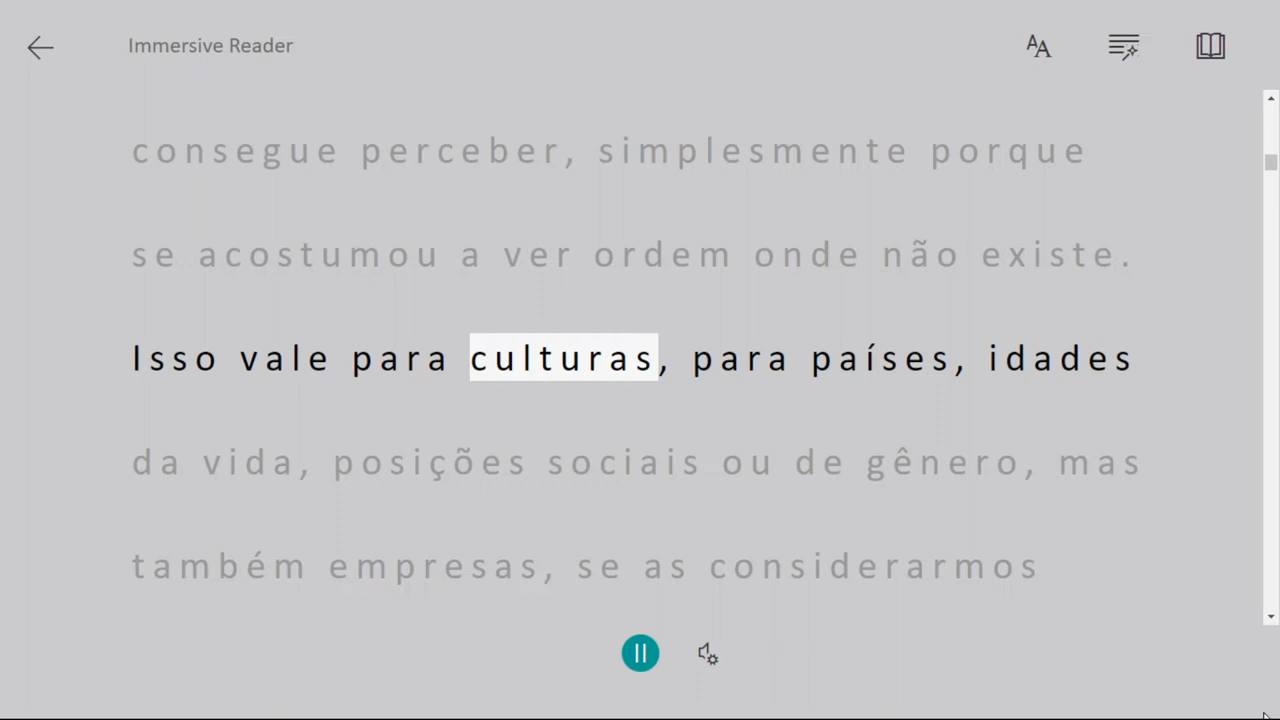 Immersive Reader
consegue perceber, simplesmente porque
se acostumou a ver ordem onde não existe.
Isso vale para culturas, para países, idades
da vida, posições sociais ou de gênero, mas
também empresas, se as considerarmos